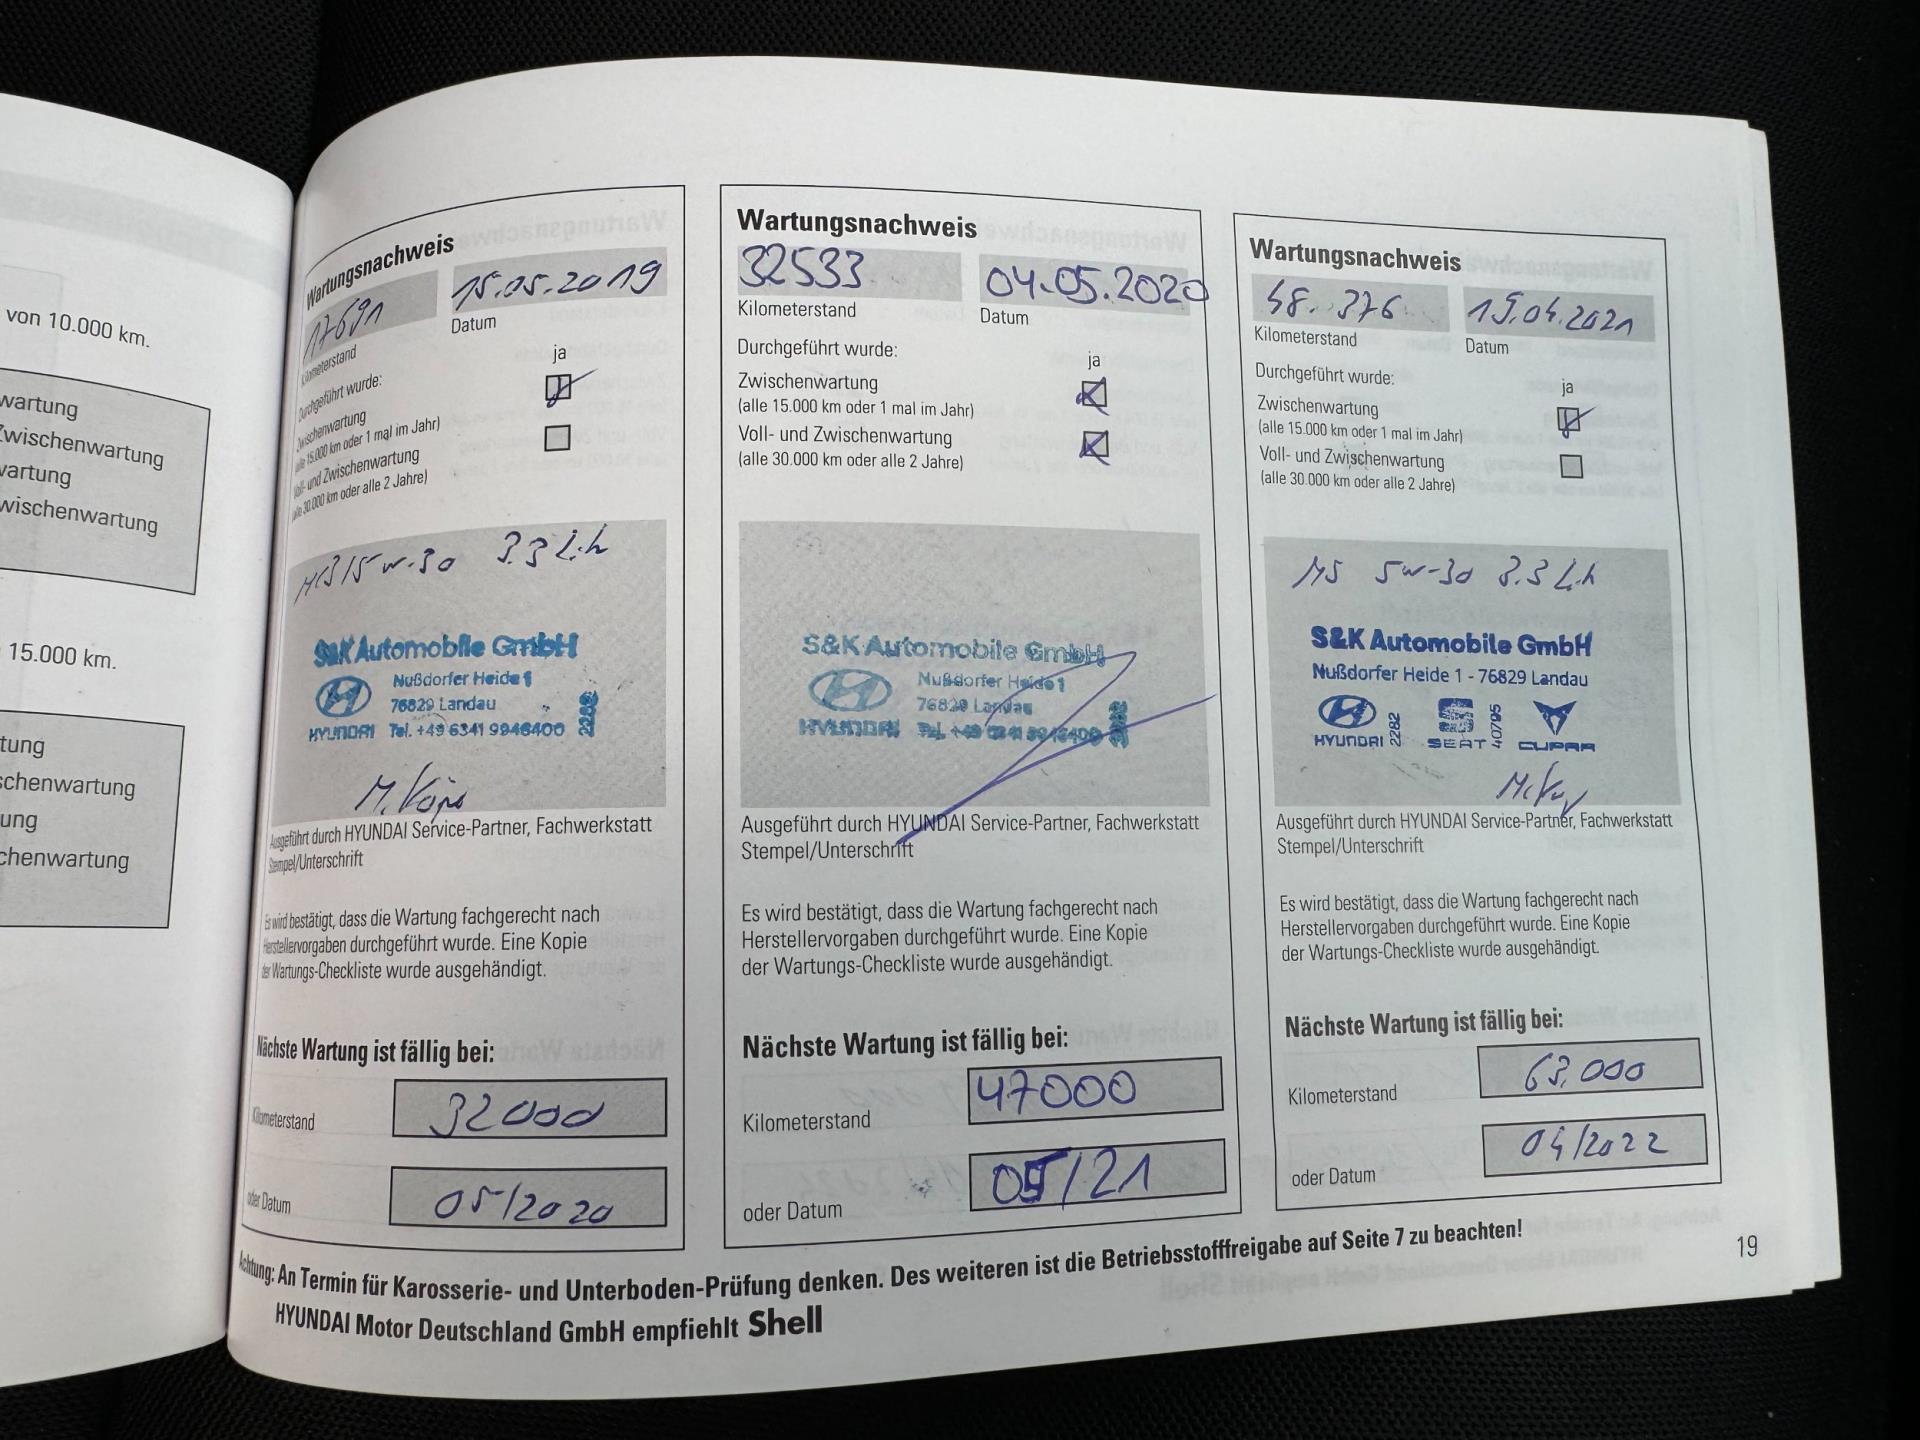 von 10.000 km.
wartung
Zwischenwartung
wartung
wischenwartung
15.000 km.
tung
schenwartung
ung
chenwartung
Wartungsnachweis
17691 15.05.2019
Kilometerstand Datum
Durchgeführt wurde: ja
Zwischenwartung
(alle 15.000 km oder 1 mal im Jahr)
Voll- und Zwischenwartung
(alle 30.000 km oder alle 2 Jahre)
5w-30 3.3 L.h
S&K Automobile GmbH
Nußdorfer Heide 1
76829 Landau
HYUNDAI Tel. +49 6341 9946400 2282
Ausgeführt durch HYUNDAI Service-Partner, Fachwerkstatt
Stempel/Unterschrift
Es wird bestätigt, dass die Wartung fachgerecht nach
Herstellervorgaben durchgeführt wurde. Eine Kopie
der Wartungs-Checkliste wurde ausgehändigt.
Nächste Wartung ist fällig bei:
Kilometerstand 32000
oder Datum 05/2020
Wartungsnachweis
32533 04.05.2020
Kilometerstand Datum
Durchgeführt wurde: ja
Zwischenwartung
(alle 15.000 km oder 1 mal im Jahr)
Voll- und Zwischenwartung
(alle 30.000 km oder alle 2 Jahre)
S&K Automobile GmbH
Nußdorfer Heide 1
76829 Landau
HYUNDAI Tel. +49 6341 9946400 2282
Ausgeführt durch HYUNDAI Service-Partner, Fachwerkstatt
Stempel/Unterschrift
Es wird bestätigt, dass die Wartung fachgerecht nach
Herstellervorgaben durchgeführt wurde. Eine Kopie
der Wartungs-Checkliste wurde ausgehändigt.
Nächste Wartung ist fällig bei:
Kilometerstand 47000
oder Datum 05/21
Wartungsnachweis
48.376 19.04.2021
Kilometerstand Datum
Durchgeführt wurde: ja
Zwischenwartung
(alle 15.000 km oder 1 mal im Jahr)
Voll- und Zwischenwartung
(alle 30.000 km oder alle 2 Jahre)
MS 5w-30 3.3 L.h
S&K Automobile GmbH
Nußdorfer Heide 1 - 76829 Landau
HYUNDAI 2282 SEAT 40795 CUPRA
Ausgeführt durch HYUNDAI Service-Partner, Fachwerkstatt
Stempel/Unterschrift
Es wird bestätigt, dass die Wartung fachgerecht nach
Herstellervorgaben durchgeführt wurde. Eine Kopie
der Wartungs-Checkliste wurde ausgehändigt.
Nächste Wartung ist fällig bei:
Kilometerstand 63.000
oder Datum 04/2022
Achtung: An Termin für Karosserie- und Unterboden-Prüfung denken. Des weiteren ist die Betriebsstofffreigabe auf Seite 7 zu beachten!
HYUNDAI Motor Deutschland GmbH empfiehlt Shell
19